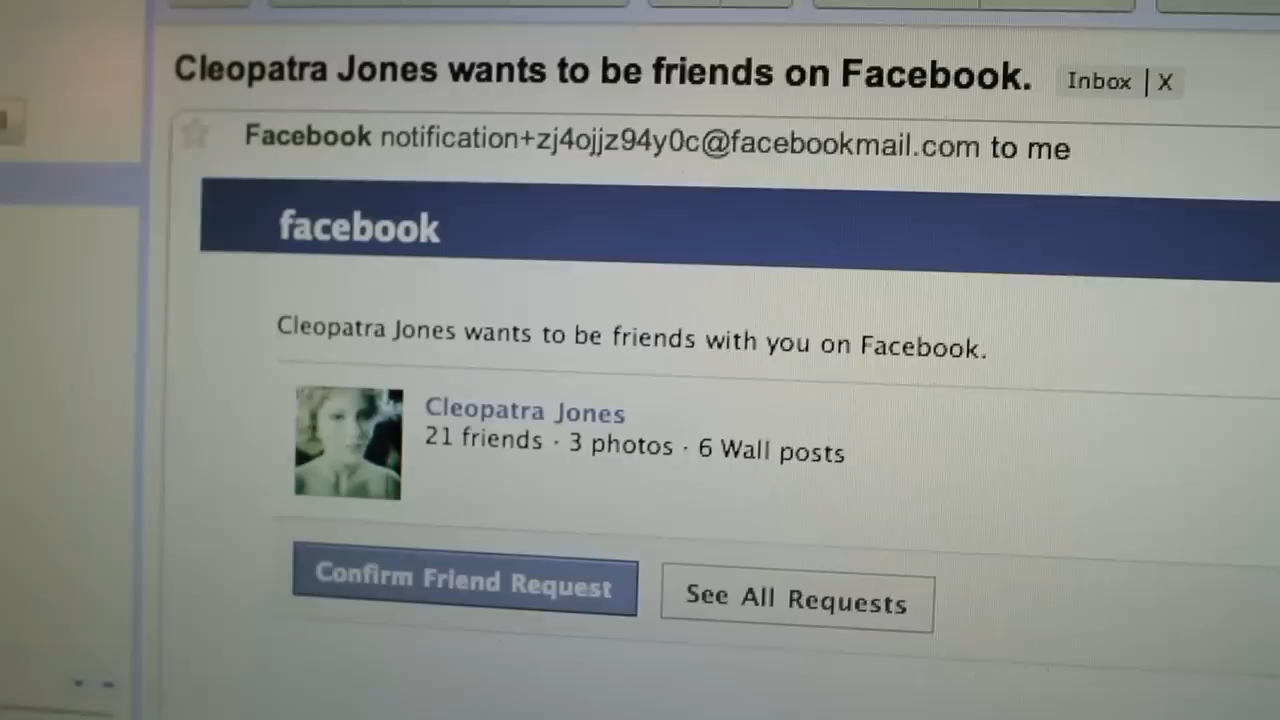 Cleopatra Jones wants to be friends on Facebook. Inbox | X
Facebook notification+zj4ojjz94y0c@facebookmail.com to me
facebook
Cleopatra Jones wants to be friends with you on Facebook.
Cleopatra Jones
21 friends · 3 photos · 6 Wall posts
Confirm Friend Request See All Requests